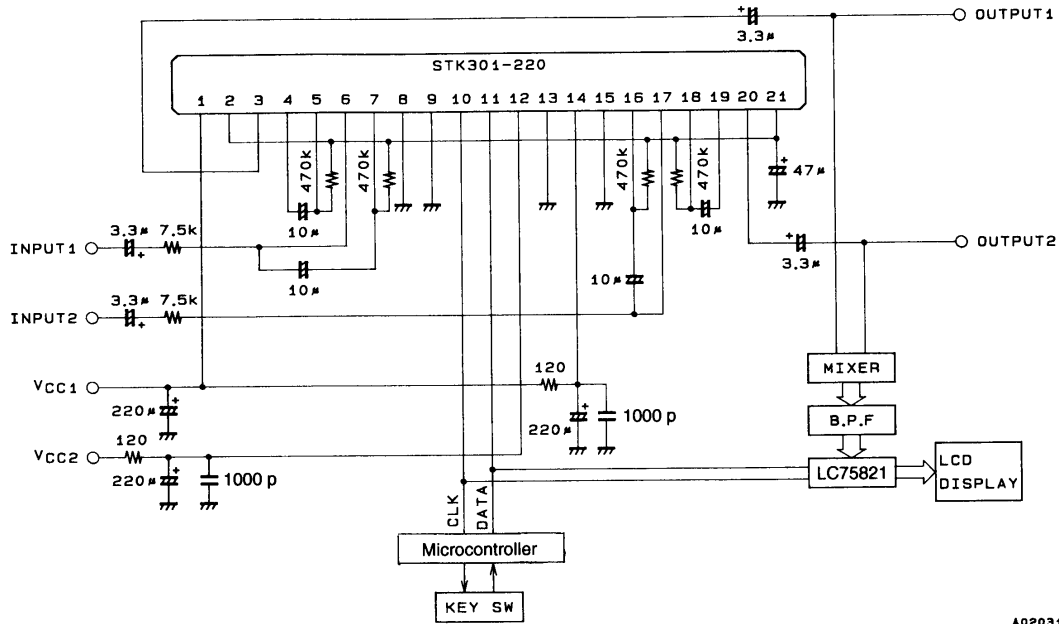 OUTPUT1
3.3μ
STK301-220
1 2 3 4 5 6 7 8 9 10 11 12 13 14 15 16 17 18 19 20 21
470k
470k
470k
470k
47μ
10μ
10μ
3.3μ 7.5k
INPUT1
OUTPUT2
3.3μ
10μ
10μ
3.3μ 7.5k
INPUT2
120
MIXER
VCC1
220μ
220μ
1000 p
B.P.F
120
VCC2
220μ
1000 p
LC75821
LCD
DISPLAY
CLK
DATA
Microcontroller
KEY SW
A02031